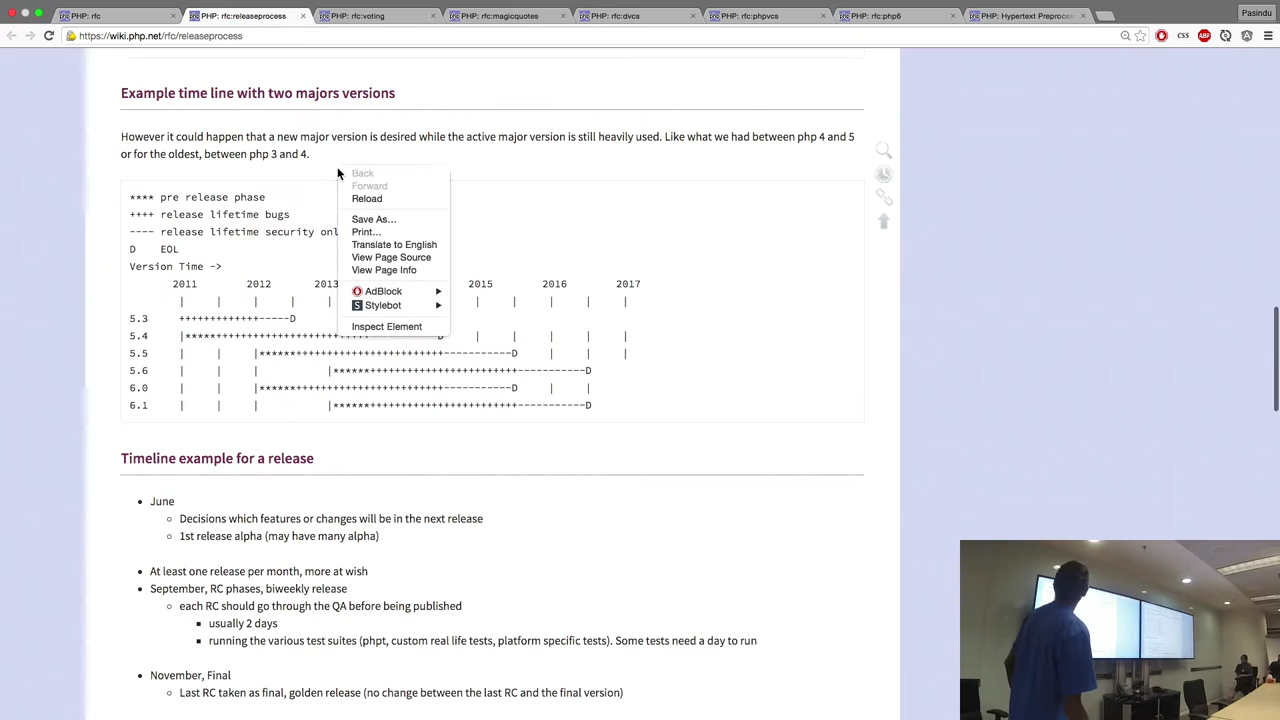 PHP: rfc
PHP: rfc:releaseprocess
PHP: rfc:voting
PHP: rfc:magicquotes
PHP: rfc:dvcs
PHP: rfc:phpvcs
PHP: rfc:php6
PHP: Hypertext Preproces
Pasindu
https://wiki.php.net/rfc/releaseprocess
CSS
ABP
Example time line with two majors versions
However it could happen that a new major version is desired while the active major version is still heavily used. Like what we had between php 4 and 5
or for the oldest, between php 3 and 4.
Back
Forward
Reload
Save As...
Print...
Translate to English
View Page Source
View Page Info
AdBlock
Stylebot
Inspect Element
**** pre release phase
++++ release lifetime bugs
---- release lifetime security onl
D    EOL
Version Time ->
2011 2012 2013 2015 2016 2017
| | | | | | | | |
5.3 +++++++++++++-----D
5.4 |*****+++++++++++++++++++++ D | | |
5.5 | | |*****++++++++++++++++++++-----------D | | |
5.6 | | | |*****++++++++++++++++++++-----------D
6.0 | | |*****++++++++++++++++++++-----------D | |
6.1 | | | |*****++++++++++++++++++++-----------D
Timeline example for a release
• June
Decisions which features or changes will be in the next release
1st release alpha (may have many alpha)
• At least one release per month, more at wish
• September, RC phases, biweekly release
each RC should go through the QA before being published
usually 2 days
running the various test suites (phpt, custom real life tests, platform specific tests). Some tests need a day to run
• November, Final
Last RC taken as final, golden release (no change between the last RC and the final version)